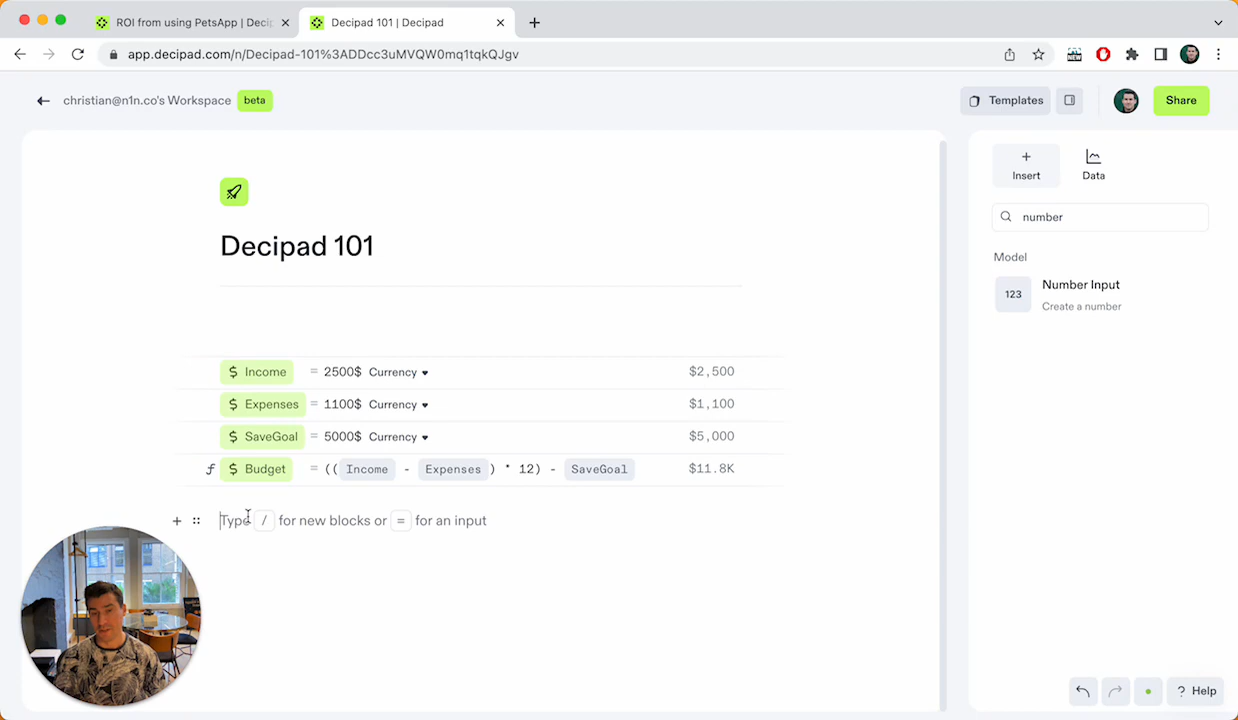 ROI from using PetsApp | Decip
Decipad 101 | Decipad
app.decipad.com/n/Decipad-101%3ADDcc3uMVQW0mq1tqkQJgv
NEW
christian@n1n.co's Workspace beta
Templates
Share
Insert
Data
number
Model
123
Number Input
Create a number
Decipad 101
$ Income = 2500$ Currency $2,500
$ Expenses = 1100$ Currency $1,100
$ SaveGoal = 5000$ Currency $5,000
ƒ $ Budget = (( Income - Expenses ) * 12) - SaveGoal $11.8K
Type / for new blocks or = for an input
? Help